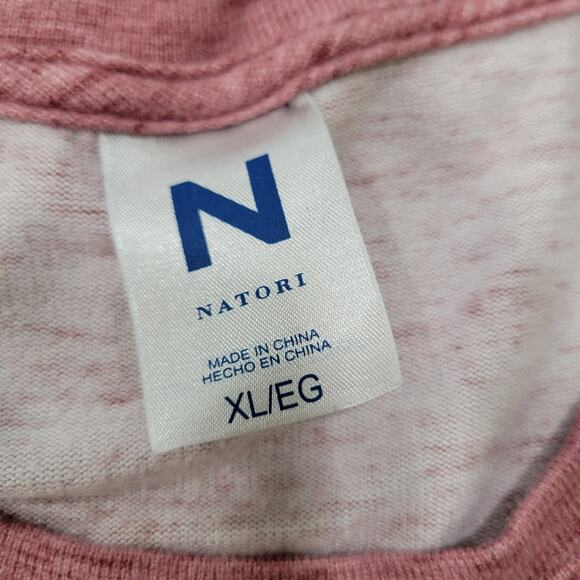 N
NATORI
MADE IN CHINA
HECHO EN CHINA
XL/EG